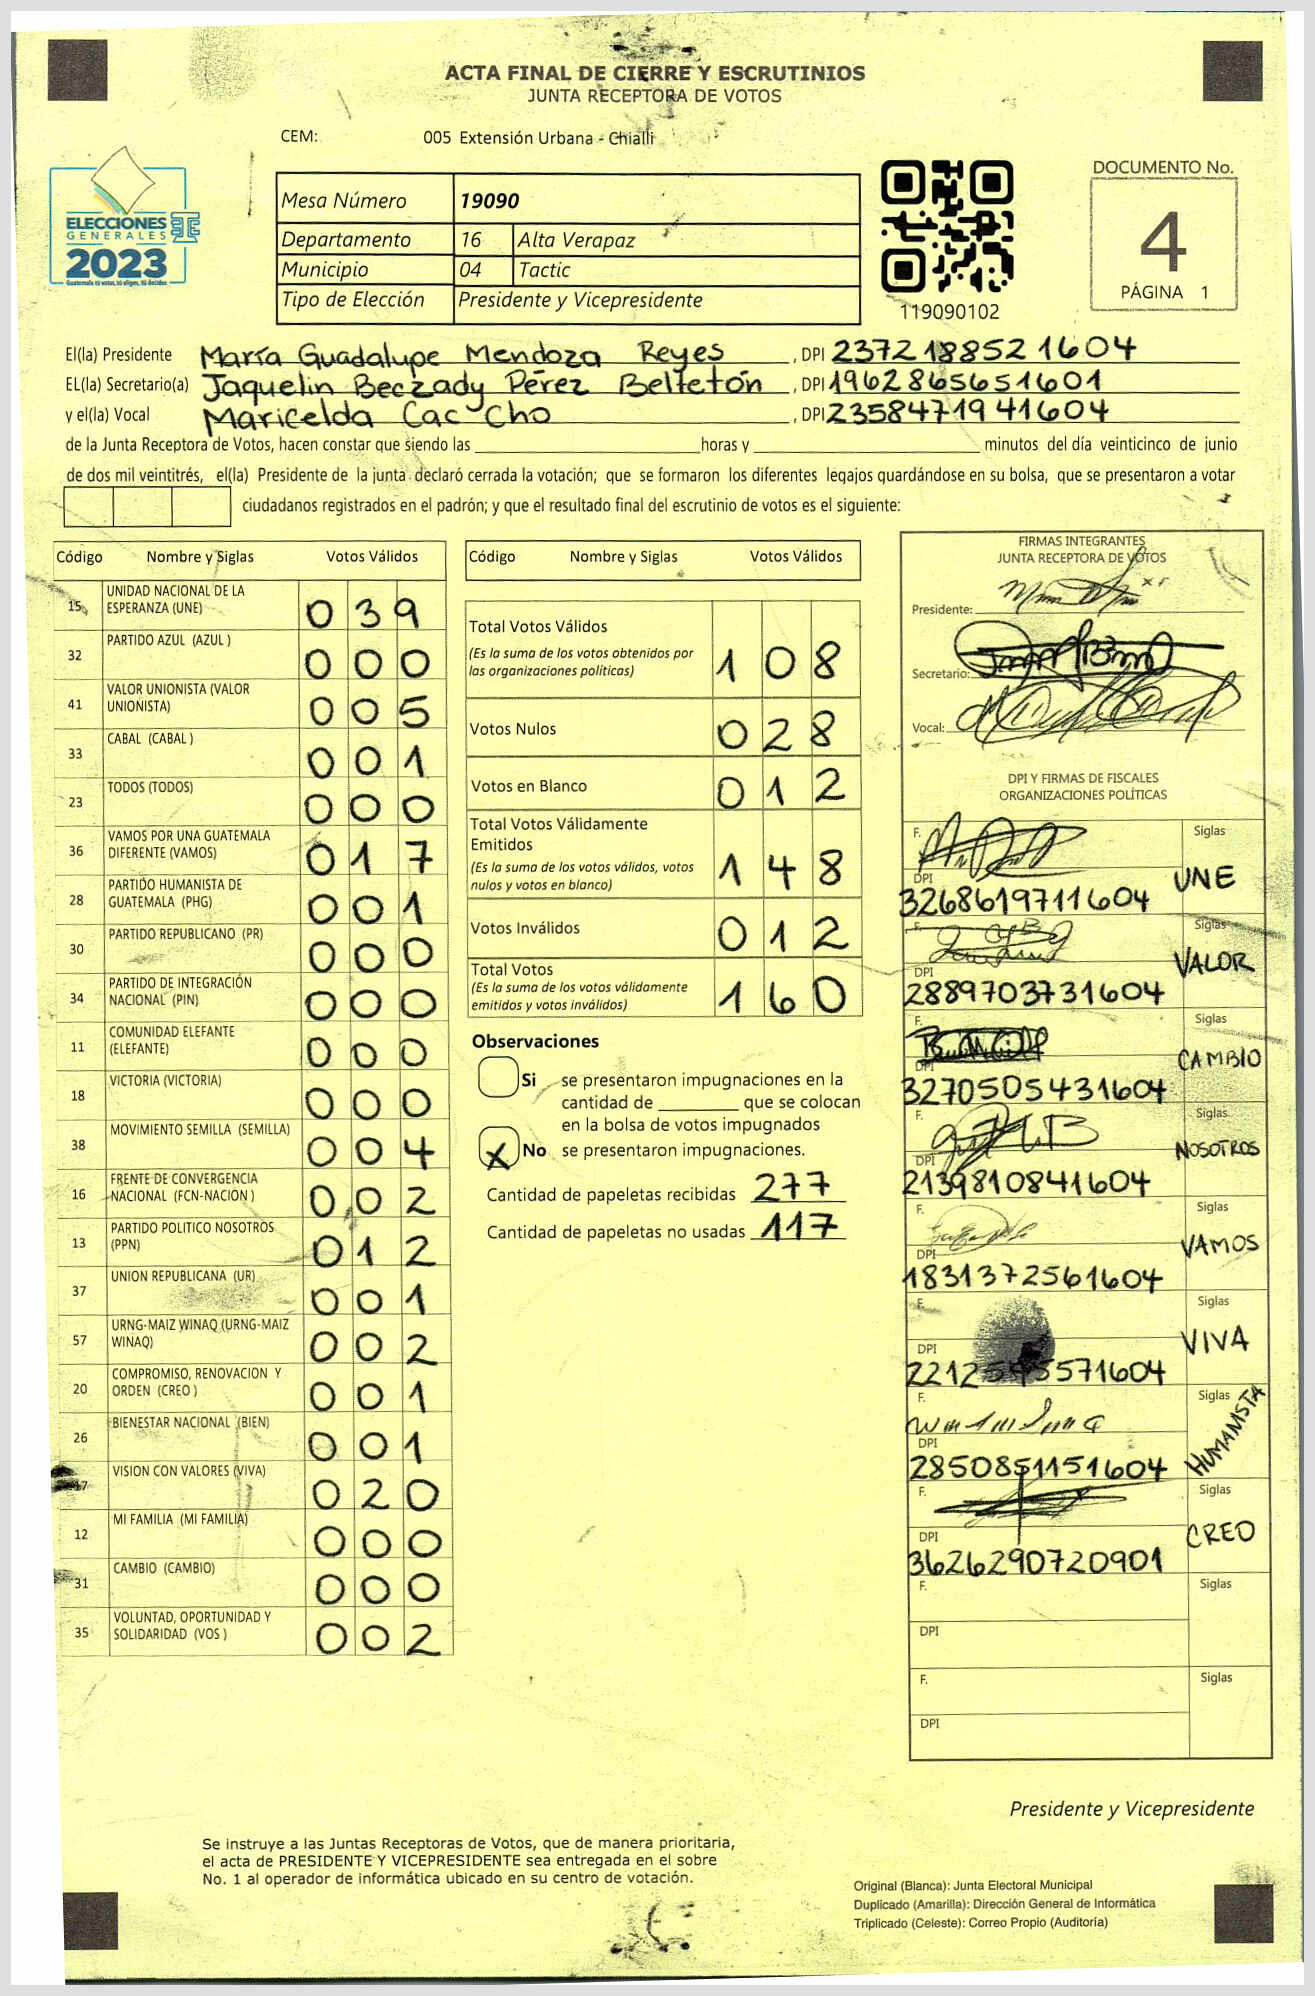 ACTA FINAL DE CIERRE Y ESCRUTINIOS
JUNTA RECEPTORA DE VOTOS
CEM: 005 Extensión Urbana - Chialli
ELECCIONES
GENERALES
2023
Guatemala tú votas, tú eliges, tú decides
Mesa Número 19090
Departamento 16 Alta Verapaz
Municipio 04 Tactic
Tipo de Elección Presidente y Vicepresidente
119090102
DOCUMENTO No.
4
PÁGINA 1
El(la) Presidente María Guadalupe Mendoza Reyes, DPI 2372188521604
EL(la) Secretario(a) Jaquelin Beczady Pérez Beltetón, DPI 1962865651601
y el(la) Vocal Maricelda Cac Cho, DPI 2358471941604
de la Junta Receptora de Votos, hacen constar que siendo las horas y minutos del día veinticinco de junio
de dos mil veintitrés, el(la) Presidente de la junta declaró cerrada la votación; que se formaron los diferentes legajos guardándose en su bolsa, que se presentaron a votar
ciudadanos registrados en el padrón; y que el resultado final del escrutinio de votos es el siguiente:
Código Nombre y Siglas Votos Válidos
15 UNIDAD NACIONAL DE LA ESPERANZA (UNE) 039
32 PARTIDO AZUL (AZUL ) 000
41 VALOR UNIONISTA (VALOR UNIONISTA) 005
33 CABAL (CABAL ) 001
23 TODOS (TODOS) 000
36 VAMOS POR UNA GUATEMALA DIFERENTE (VAMOS) 017
28 PARTIDO HUMANISTA DE GUATEMALA (PHG) 001
30 PARTIDO REPUBLICANO (PR) 000
34 PARTIDO DE INTEGRACIÓN NACIONAL (PIN) 000
11 COMUNIDAD ELEFANTE (ELEFANTE) 000
18 VICTORIA (VICTORIA) 000
38 MOVIMIENTO SEMILLA (SEMILLA) 004
16 FRENTE DE CONVERGENCIA NACIONAL (FCN-NACION ) 002
13 PARTIDO POLITICO NOSOTROS (PPN) 012
37 UNION REPUBLICANA (UR) 001
57 URNG-MAIZ WINAQ (URNG-MAIZ WINAQ) 002
20 COMPROMISO, RENOVACION Y ORDEN (CREO ) 001
26 BIENESTAR NACIONAL (BIEN) 001
17 VISION CON VALORES (VIVA) 020
12 MI FAMILIA (MI FAMILIA) 000
31 CAMBIO (CAMBIO) 000
35 VOLUNTAD, OPORTUNIDAD Y SOLIDARIDAD (VOS ) 002
Código Nombre y Siglas Votos Válidos
Total Votos Válidos 108
(Es la suma de los votos obtenidos por
las organizaciones políticas)
Votos Nulos 028
Votos en Blanco 012
Total Votos Válidamente
Emitidos 148
(Es la suma de los votos válidos, votos
nulos y votos en blanco)
Votos Inválidos 012
Total Votos 160
(Es la suma de los votos válidamente
emitidos y votos inválidos)
Observaciones
Si se presentaron impugnaciones en la
cantidad de que se colocan
en la bolsa de votos impugnados
X No se presentaron impugnaciones.
Cantidad de papeletas recibidas 277
Cantidad de papeletas no usadas 117
FIRMAS INTEGRANTES
JUNTA RECEPTORA DE VOTOS
Presidente:
Secretario:
Vocal:
DPI Y FIRMAS DE FISCALES
ORGANIZACIONES POLÍTICAS
F. Siglas
DPI 3268619711604 UNE
F. Siglas
DPI 2889703731604 VALOR
F. Siglas
DPI 3270505431604 CAMBIO
F. Siglas
DPI 2139810841604 NOSOTROS
F. Siglas
DPI 1831372561604 VAMOS
F. Siglas
DPI VIVA
F. Siglas
DPI 2850851151604 HUMANISTA
F. Siglas
DPI 3626290720901 CREO
F. Siglas
DPI
F. Siglas
DPI
Presidente y Vicepresidente
Se instruye a las Juntas Receptoras de Votos, que de manera prioritaria,
el acta de PRESIDENTE Y VICEPRESIDENTE sea entregada en el sobre
No. 1 al operador de informática ubicado en su centro de votación.
Original (Blanca): Junta Electoral Municipal
Duplicado (Amarilla): Dirección General de Informática
Triplicado (Celeste): Correo Propio (Auditoría)